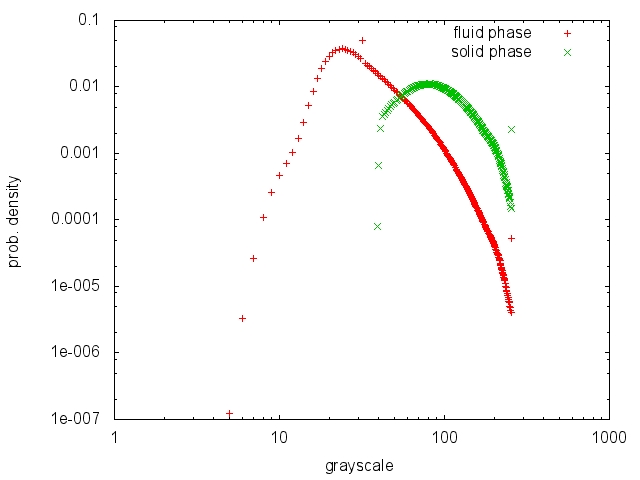 0.1
0.01
0.001
0.0001
1e-005
1e-006
1e-007
1
10
100
1000
prob. density
grayscale
fluid phase
solid phase